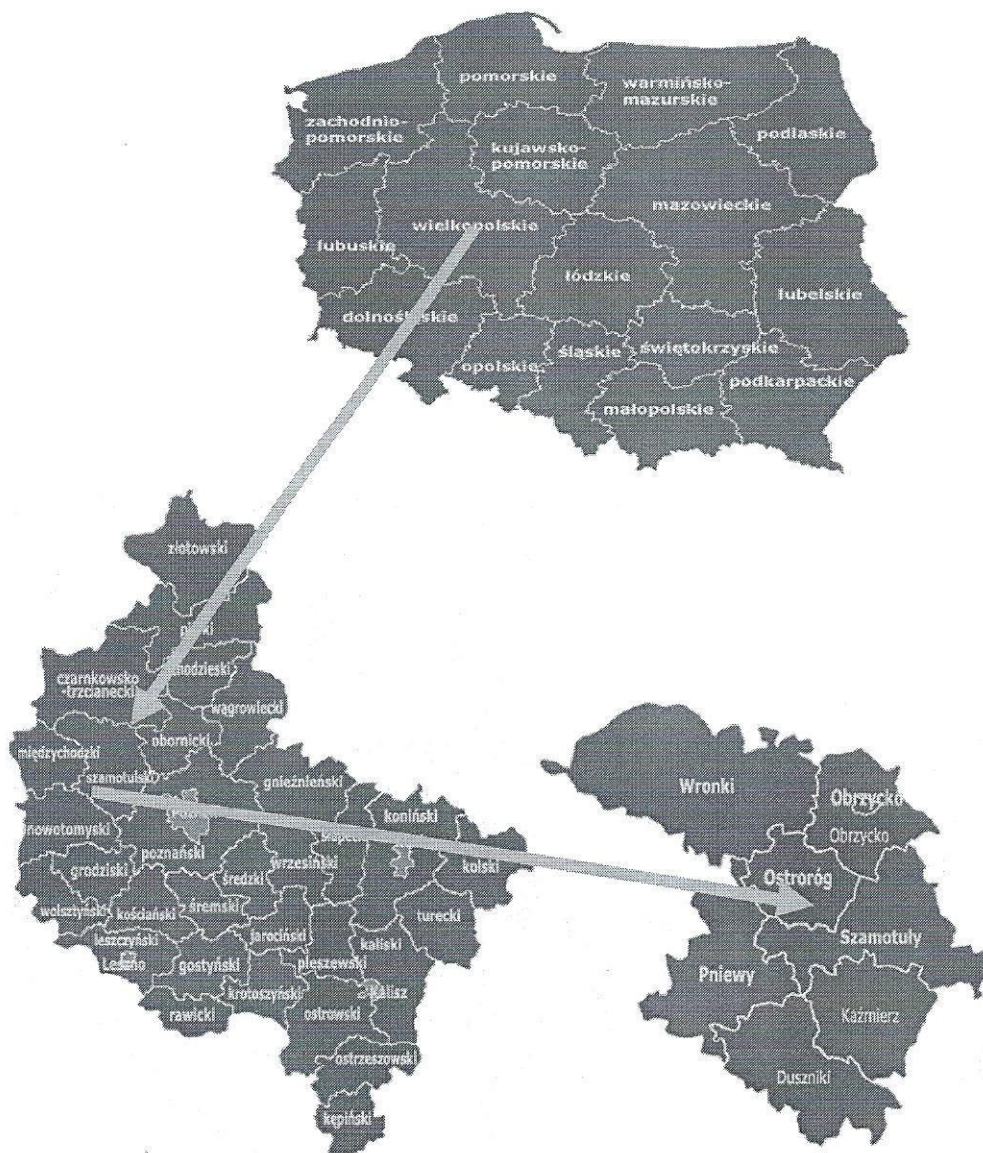 pomorskie
warmińsko-
mazurskie
zachodnio-
pomorskie
podlaskie
kujawsko-
pomorskie
mazowieckie
wielkopolskie
lubuskie
łódzkie
lubelskie
dolnośląskie
opolskie
śląskie
świętokrzyskie
podkarpackie
małopolskie
złotowski
czarnkowsko
-trzcianecki
wągrowiecki
międzychodzki
obornicki
szamotulski
gnieźnieński
koniński
nowotomyski
poznański
wrzesiński
kolski
grodziski
średzki
wolsztyński
kościański
śremski
turecki
leszczyński
jarociński
kaliski
Leszno
gostyński
pleszewski
krotoszyński
Kalisz
rawicki
ostrowski
ostrzeszowski
kępiński
Wronki
Obrzycko
Obrzycko
Ostroróg
Szamotuły
Pniewy
Kaźmierz
Duszniki